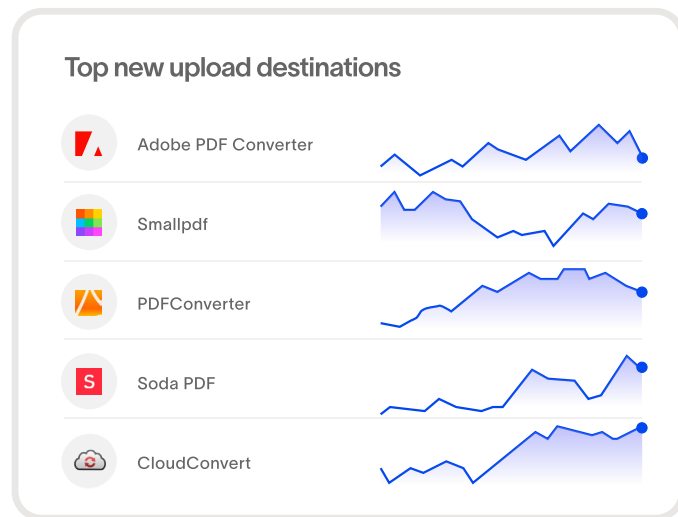 Top new upload destinations
Adobe PDF Converter
Smallpdf
PDFConverter
S
Soda PDF
CloudConvert